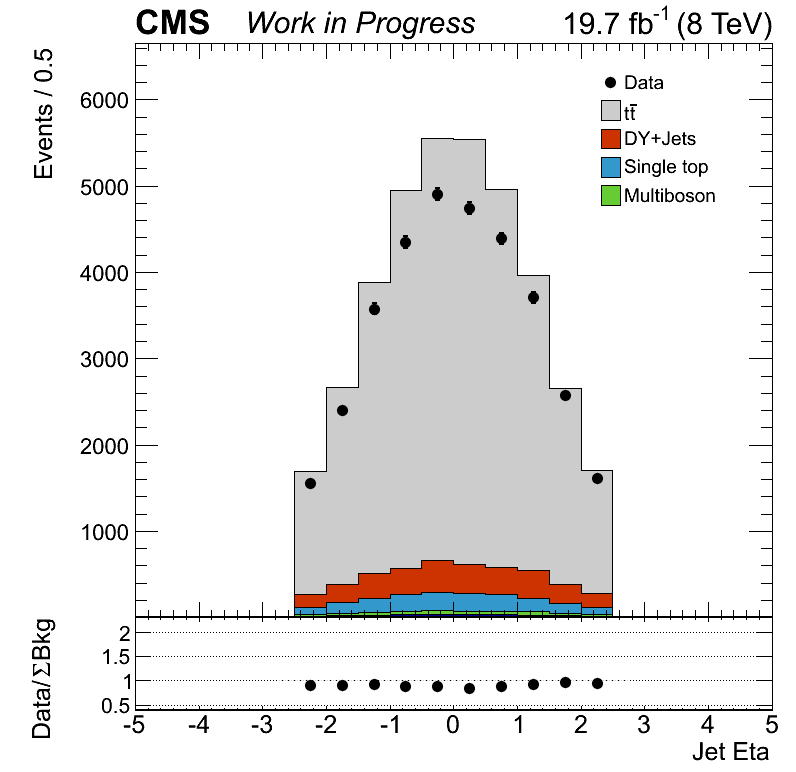 CMS Work in Progress 19.7 fb⁻¹ (8 TeV)
Events / 0.5
6000
5000
4000
3000
2000
1000
Data
tt̅
DY+Jets
Single top
Multiboson
Data/ΣBkg
2
1.5
1
0.5
-5 -4 -3 -2 -1 0 1 2 3 4 5
Jet Eta